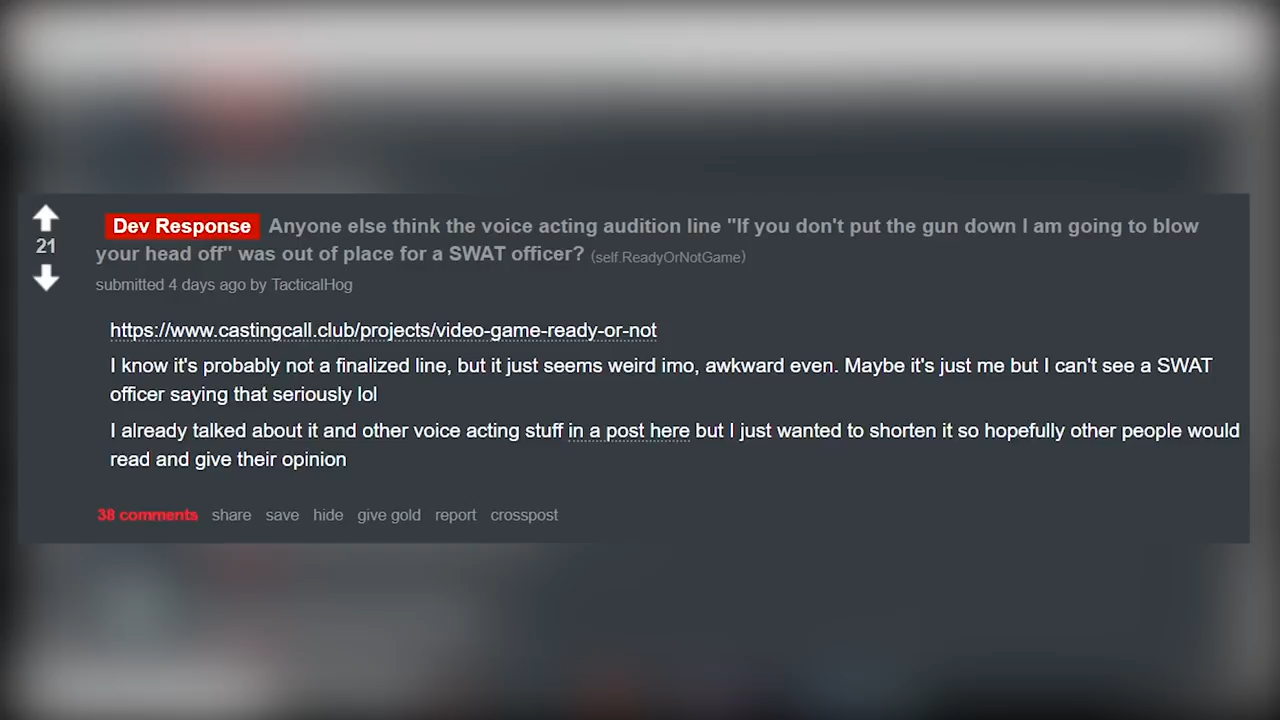 21
Dev Response Anyone else think the voice acting audition line "If you don't put the gun down I am going to blow
your head off" was out of place for a SWAT officer? (self.ReadyOrNotGame)
submitted 4 days ago by TacticalHog
https://www.castingcall.club/projects/video-game-ready-or-not
I know it's probably not a finalized line, but it just seems weird imo, awkward even. Maybe it's just me but I can't see a SWAT
officer saying that seriously lol
I already talked about it and other voice acting stuff in a post here but I just wanted to shorten it so hopefully other people would
read and give their opinion
38 comments share save hide give gold report crosspost